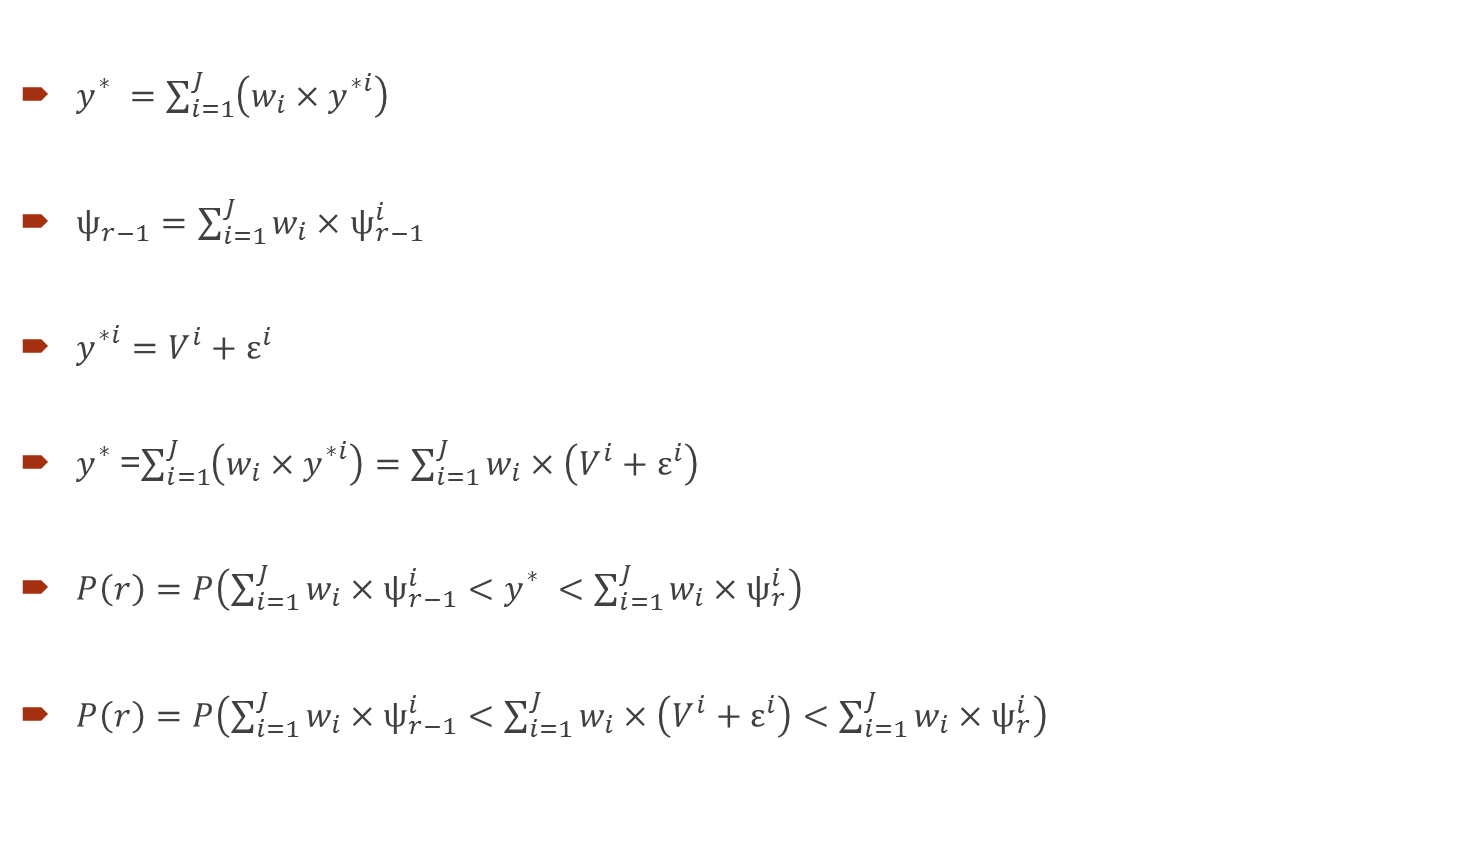 y* = ∑_{i=1}^{J}(w_i × y^{*i})
ψ_{r−1} = ∑_{i=1}^{J} w_i × ψ_{r−1}^{i}
y^{*i} = V^i + ε^i
y* =∑_{i=1}^{J}(w_i × y^{*i}) = ∑_{i=1}^{J} w_i × (V^i + ε^i)
P(r) = P(∑_{i=1}^{J} w_i × ψ_{r−1}^{i} < y* < ∑_{i=1}^{J} w_i × ψ_r^i)
P(r) = P(∑_{i=1}^{J} w_i × ψ_{r−1}^{i} < ∑_{i=1}^{J} w_i × (V^i + ε^i) < ∑_{i=1}^{J} w_i × ψ_r^i)